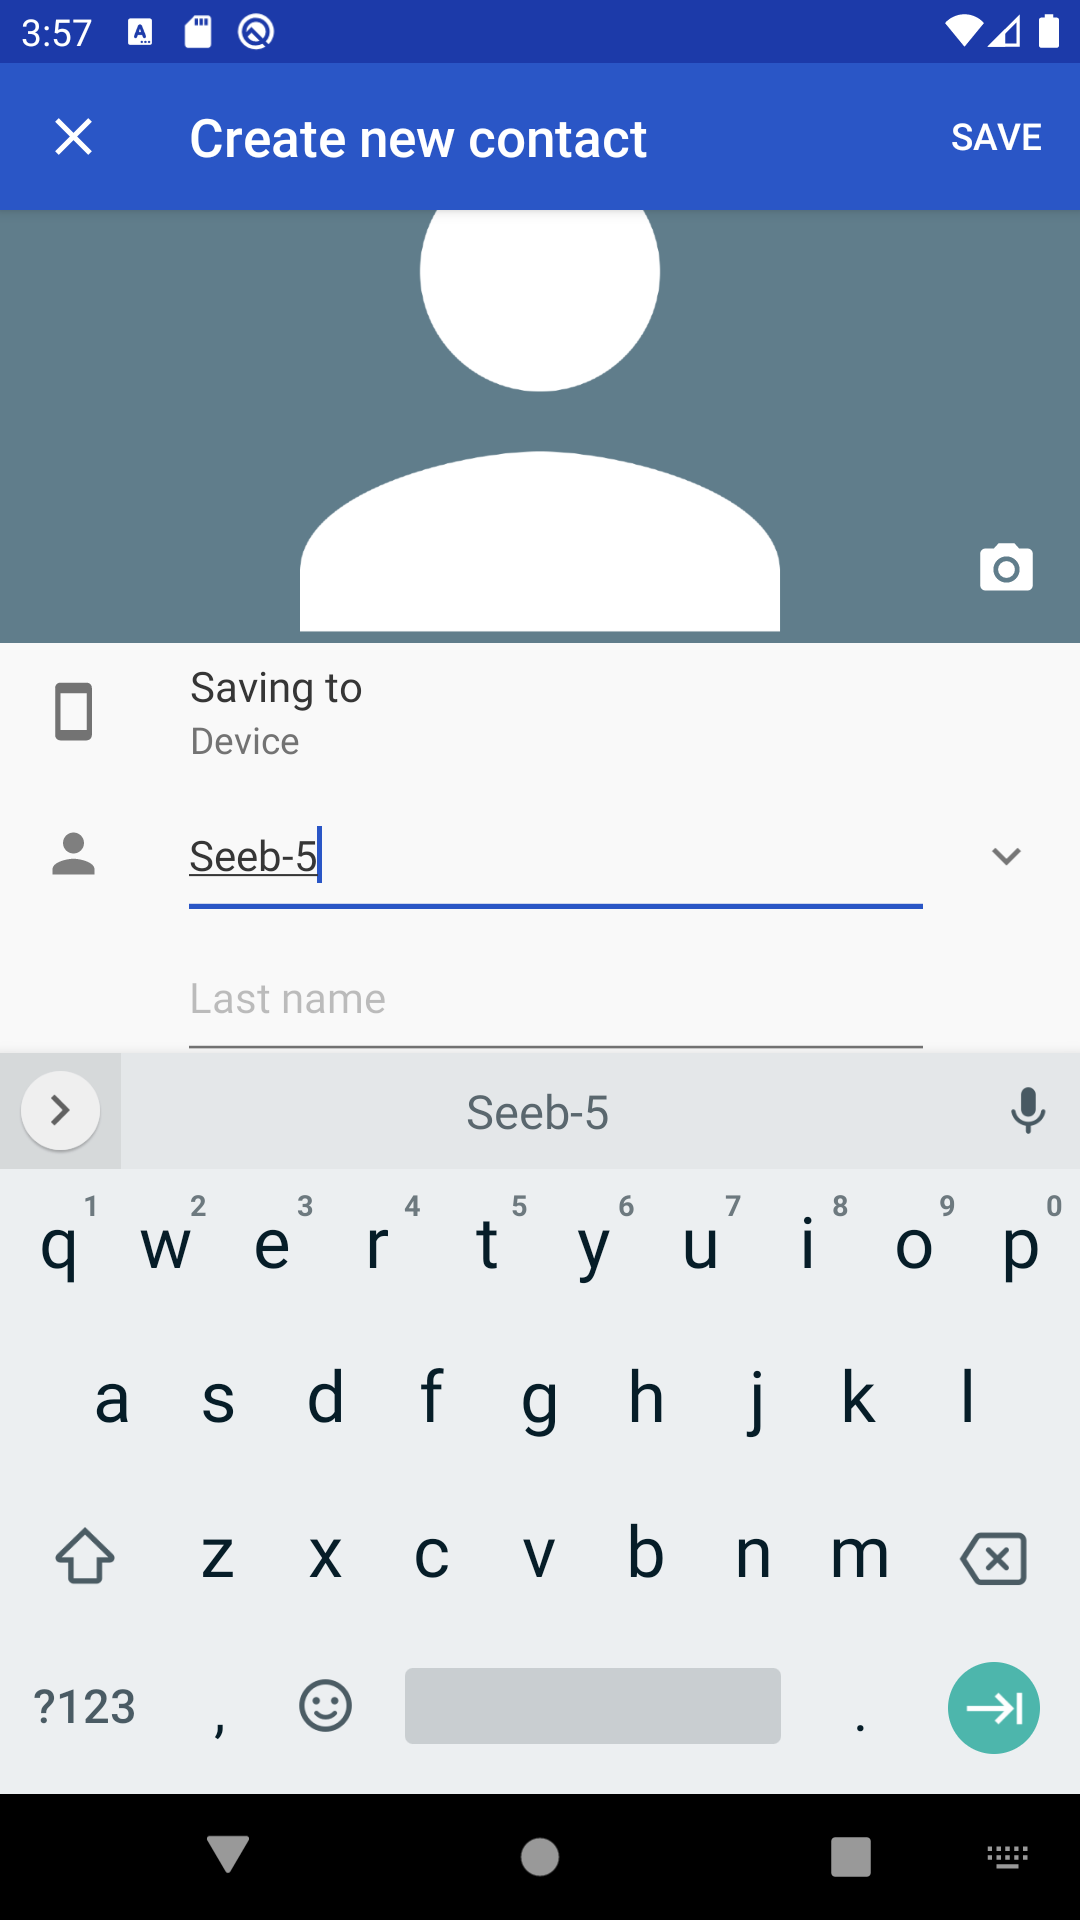 3:57
Create new contact
SAVE
Saving to
Device
Seeb-5
Last name
Seeb-5
1 2 3 4 5 6 7 8 9 0
q w e r t y u i o p
a s d f g h j k l
z x c v b n m
?123 , .